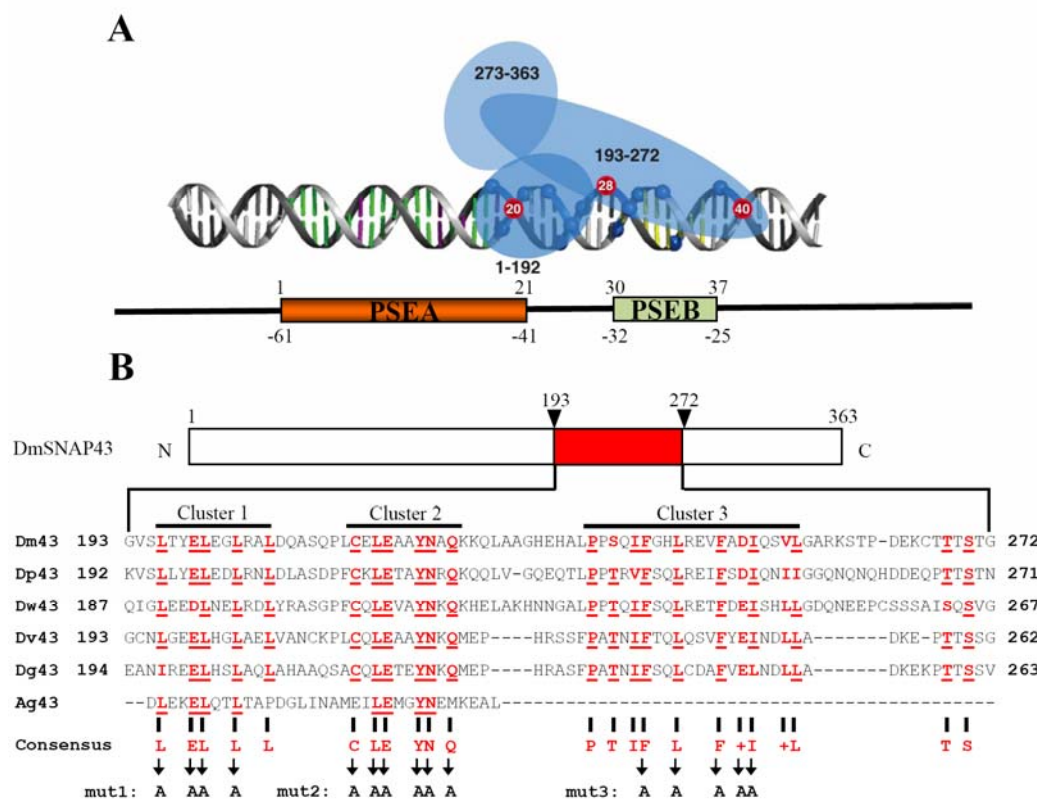 A
273-363
193-272
28
20
40
1-192
1 21 30 37
PSEA PSEB
-61 -41 -32 -25
B
193 272
1 363
DmSNAP43 N C
Cluster 1 Cluster 2 Cluster 3
Dm43 193 GVSLTYELEGLRALDQASQPLCELEAAYNAQKKQLAAGHEHALPPSQIFGHLREVFADIQSVLGARKSTP-DEKCTTTSTG 272
Dp43 192 KVSLLYELEDLRNLDLASDPFCKLETAYNRQKQQLV-GQEQTLPPTRVFSQLREIFSDIQNIIGGQNQNQHDDEQPTTSTN 271
Dw43 187 QIGLEEDLNELRDLYRASGPFCQLEVAYNKQKHELAKHNNGALPPTQIFSQLRETFDEISHLLGDQNEEPCSSSAISQSVG 267
Dv43 193 GCNLGEELHGLAELVANCKPLCQLEAAYNKQMEP----HRSSFPATNIFTQLQSVFYEINDLLA-------DKE-PTTSSG 262
Dg43 194 EANIREELHSLAQLAHAAQSACQLETEYNKQMEP----HRASFPATNIFSQLCDAFVELNDLLA-------DKEKPTTSSV 263
Ag43 --DLEKELQTLTAPDGLINAMEILEMGYNEMKEAL----------------------------------------------
Consensus L EL L L C LE YN Q P T IF L F +I +L T S
mut1: A AA A mut2: A AA AA A mut3: A A A AA